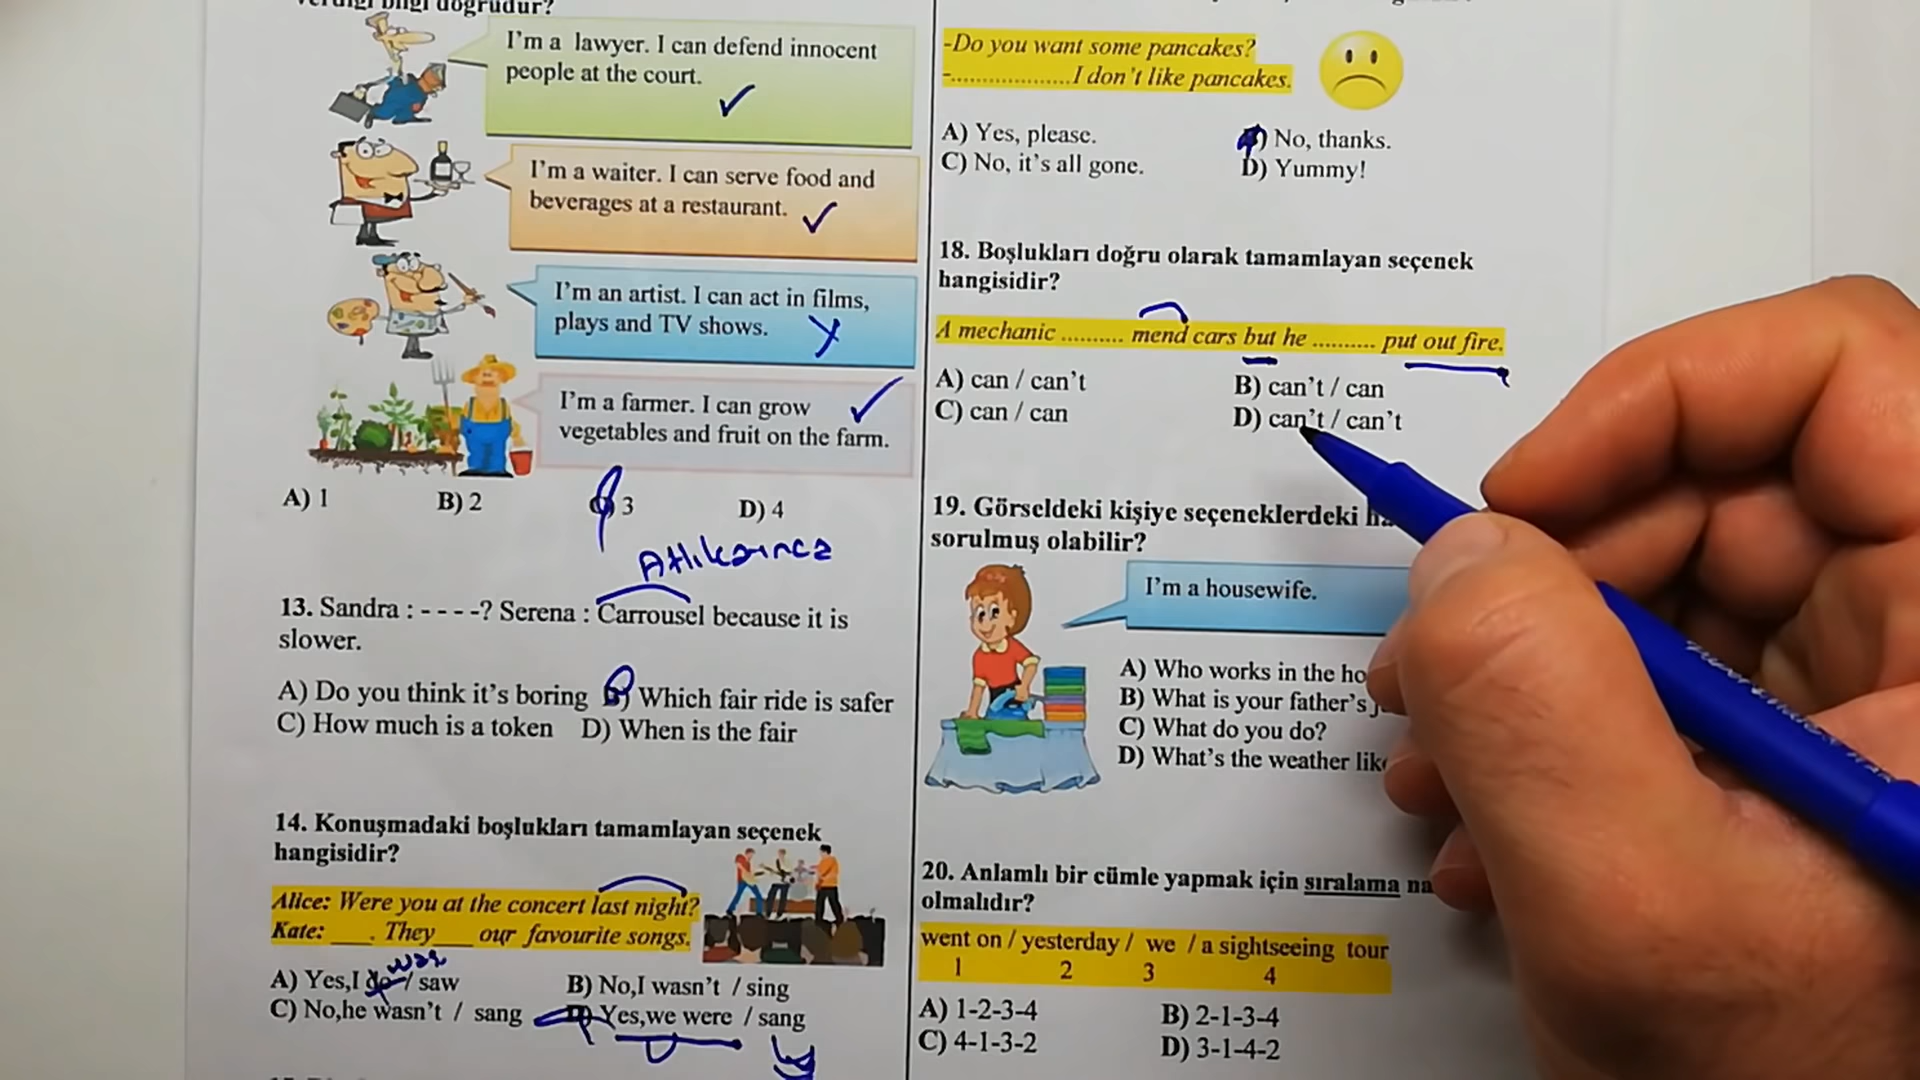 bilgi doğrudur?
I'm a lawyer. I can defend innocent
people at the court.
I'm a waiter. I can serve food and
beverages at a restaurant.
I'm an artist. I can act in films,
plays and TV shows.
I'm a farmer. I can grow
vegetables and fruit on the farm.
A) 1 B) 2 C) 3 D) 4
Atlıkarınca
13. Sandra : - - - -? Serena : Carrousel because it is
slower.
A) Do you think it's boring B) Which fair ride is safer
C) How much is a token D) When is the fair
14. Konuşmadaki boşlukları tamamlayan seçenek
hangisidir?
Alice: Were you at the concert last night?
Kate: ___. They ___ our favourite songs.
was
A) Yes,I do / saw B) No,I wasn't / sing
C) No,he wasn't / sang D) Yes,we were / sang
-Do you want some pancakes?
-...................I don't like pancakes.
A) Yes, please. B) No, thanks.
C) No, it's all gone. D) Yummy!
18. Boşlukları doğru olarak tamamlayan seçenek
hangisidir?
A mechanic .......... mend cars but he .......... put out fire.
A) can / can't B) can't / can
C) can / can D) can't / can't
19. Görseldeki kişiye seçeneklerdeki
sorulmuş olabilir?
I'm a housewife.
A) Who works in the
B) What is your father's
C) What do you do?
D) What's the weather
20. Anlamlı bir cümle yapmak için sıralama
olmalıdır?
went on / yesterday / we / a sightseeing tour
1 2 3 4
A) 1-2-3-4 B) 2-1-3-4
C) 4-1-3-2 D) 3-1-4-2